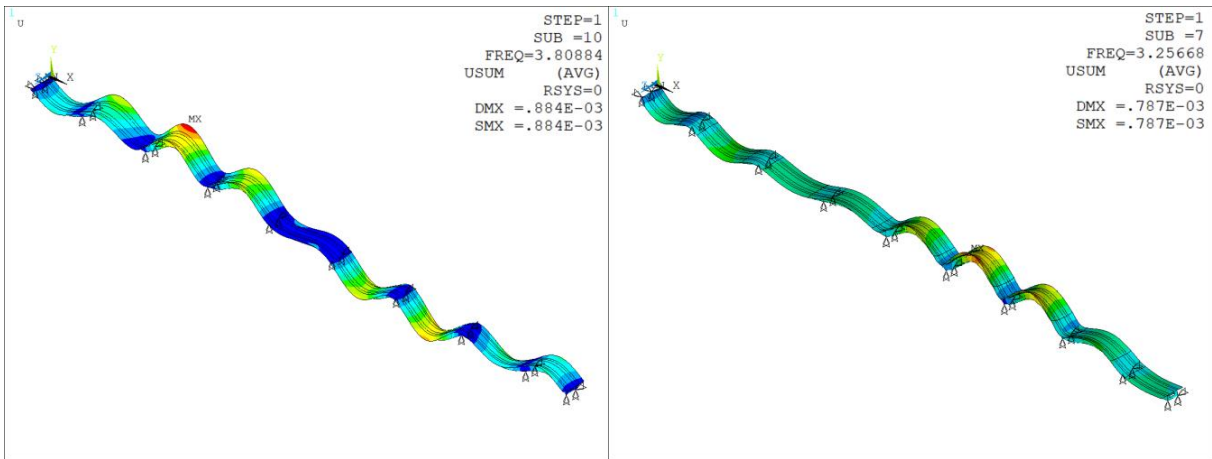 1
U
STEP=1
SUB =10
FREQ=3.80884
USUM (AVG)
RSYS=0
DMX =.884E-03
SMX =.884E-03
Y
X
MX
1
U
STEP=1
SUB =7
FREQ=3.25668
USUM (AVG)
RSYS=0
DMX =.787E-03
SMX =.787E-03
Y
X
MX